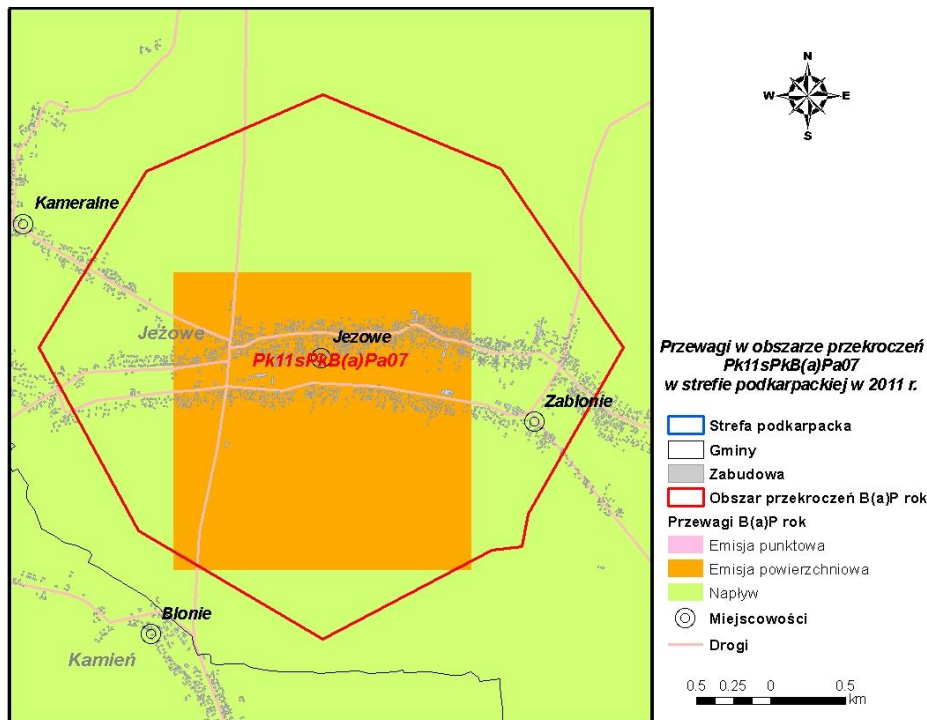 N
W E
S
Kameralne
Jeżowe
Jezowe
Pk11sPkB(a)Pa07
Zablonie
Blonie
Kamień
Przewagi w obszarze przekroczeń
Pk11sPkB(a)Pa07
w strefie podkarpackiej w 2011 r.
Strefa podkarpacka
Gminy
Zabudowa
Obszar przekroczeń B(a)P rok
Przewagi B(a)P rok
Emisja punktowa
Emisja powierzchniowa
Napływ
Miejscowości
Drogi
0.5 0.25 0 0.5
km